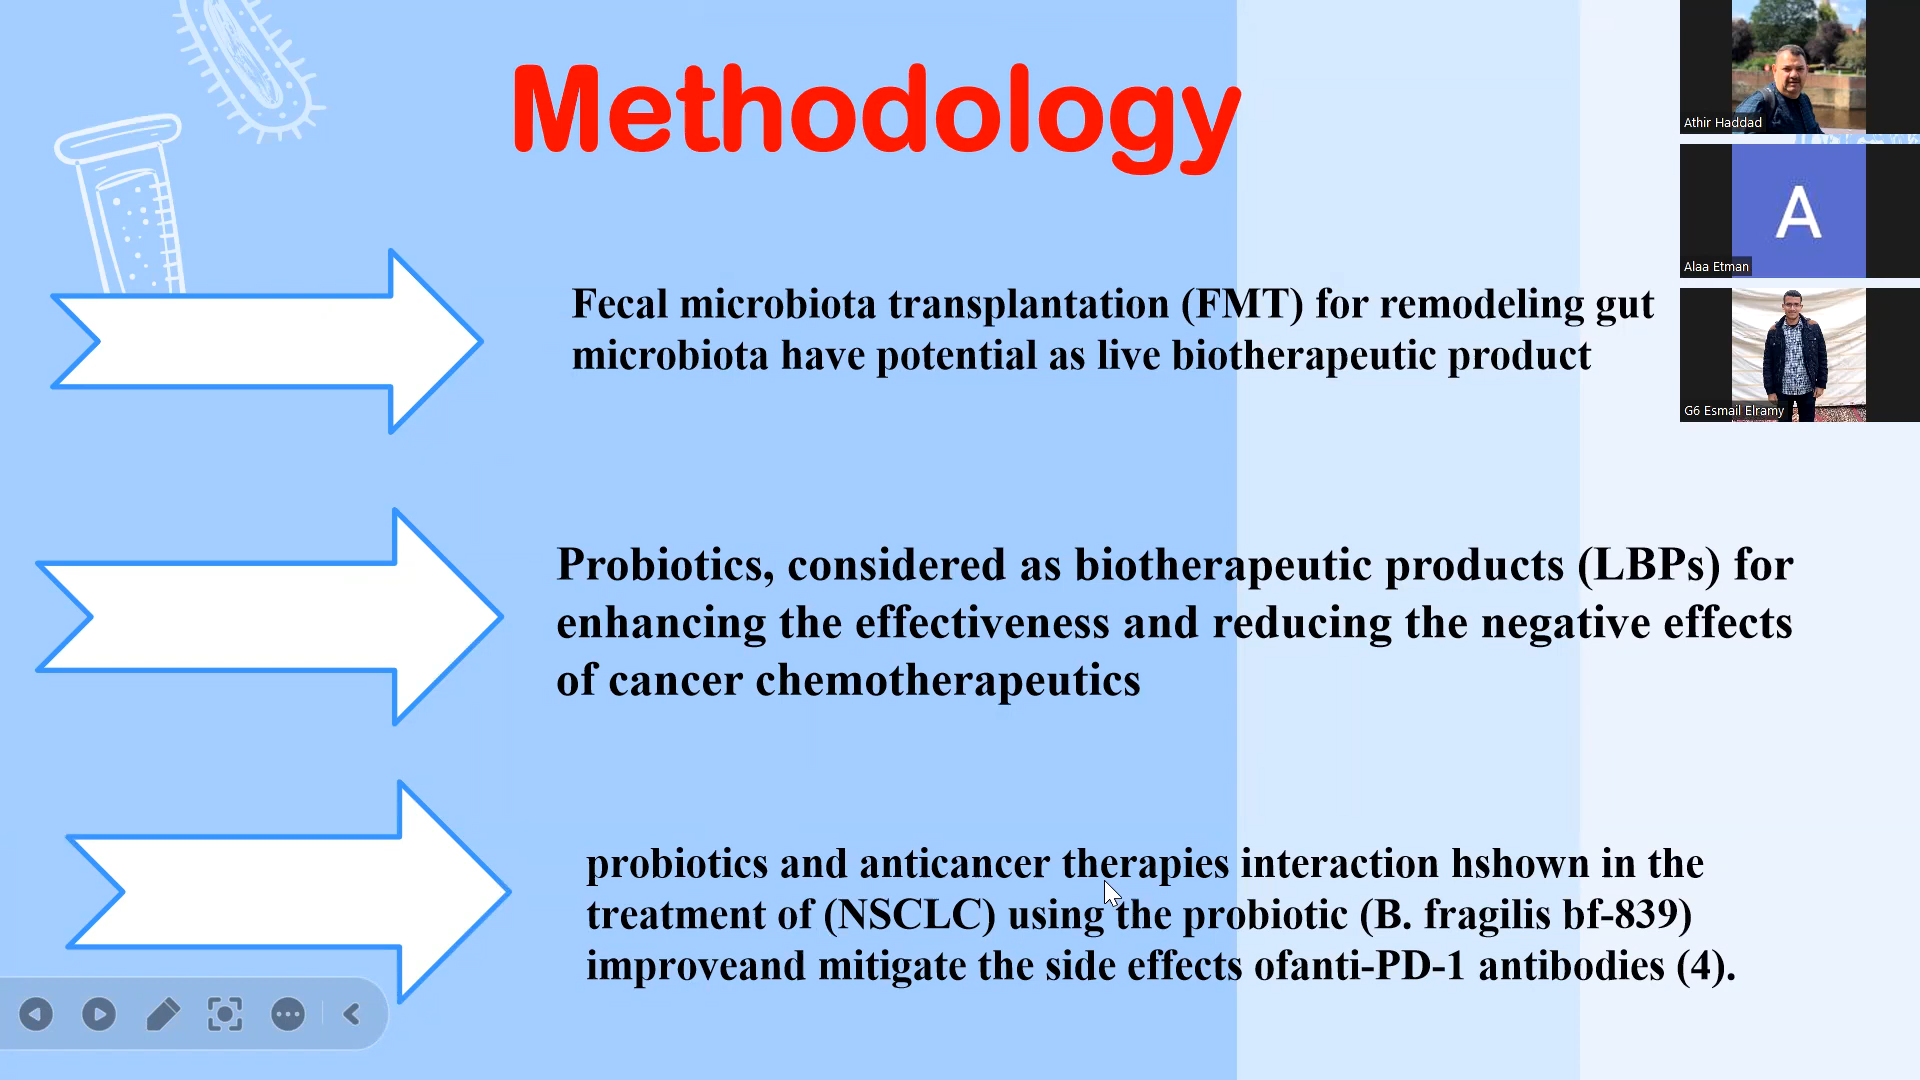 Methodology
Fecal microbiota transplantation (FMT) for remodeling gut
microbiota have potential as live biotherapeutic product
Probiotics, considered as biotherapeutic products (LBPs) for
enhancing the effectiveness and reducing the negative effects
of cancer chemotherapeutics
probiotics and anticancer therapies interaction hshown in the
treatment of (NSCLC) using the probiotic (B. fragilis bf-839)
improveand mitigate the side effects ofanti-PD-1 antibodies (4).
Athir Haddad
A
Alaa Etman
G6 Esmail Elramy